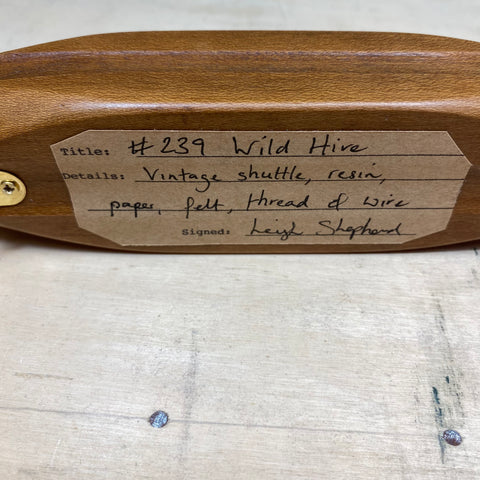 Title: #239 Wild Hive
Details: Vintage shuttle, resin,
paper, felt, thread & wire
Signed: Leigh Shepherd